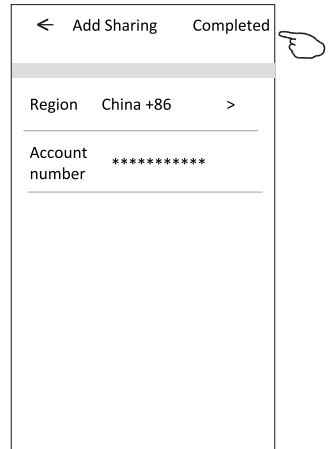 ← Add Sharing Completed
Region China +86 >
Account
number ***********